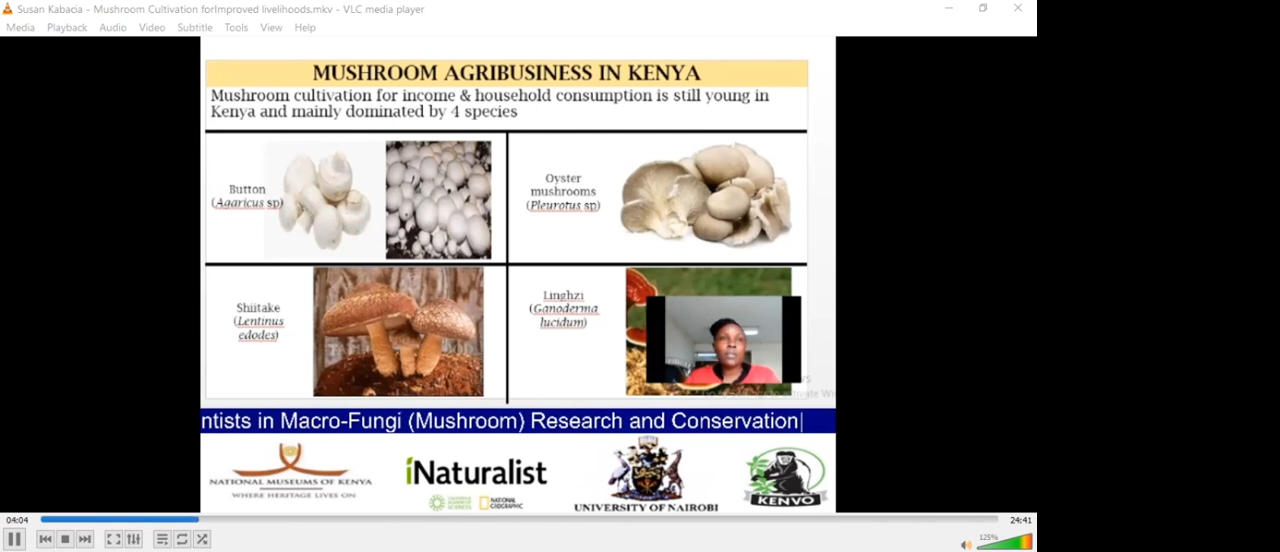 Susan Kabacia - Mushroom Cultivation forImproved livelihoods.mkv - VLC media player
Media Playback Audio Video Subtitle Tools View Help
MUSHROOM AGRIBUSINESS IN KENYA
Mushroom cultivation for income & household consumption is still young in
Kenya and mainly dominated by 4 species
Button
(Agaricus sp)
Oyster
mushrooms
(Pleurotus sp)
Shiitake
(Lentinus
edodes)
Linghzi
(Ganoderma
lucidum)
ntists in Macro-Fungi (Mushroom) Research and Conservation|
NATIONAL MUSEUMS OF KENYA
WHERE HERITAGE LIVES ON
iNaturalist
CALIFORNIA
ACADEMY OF
SCIENCES
NATIONAL
GEOGRAPHIC
UNIVERSITY OF NAIROBI
KENVO
04:04
24:41
125%